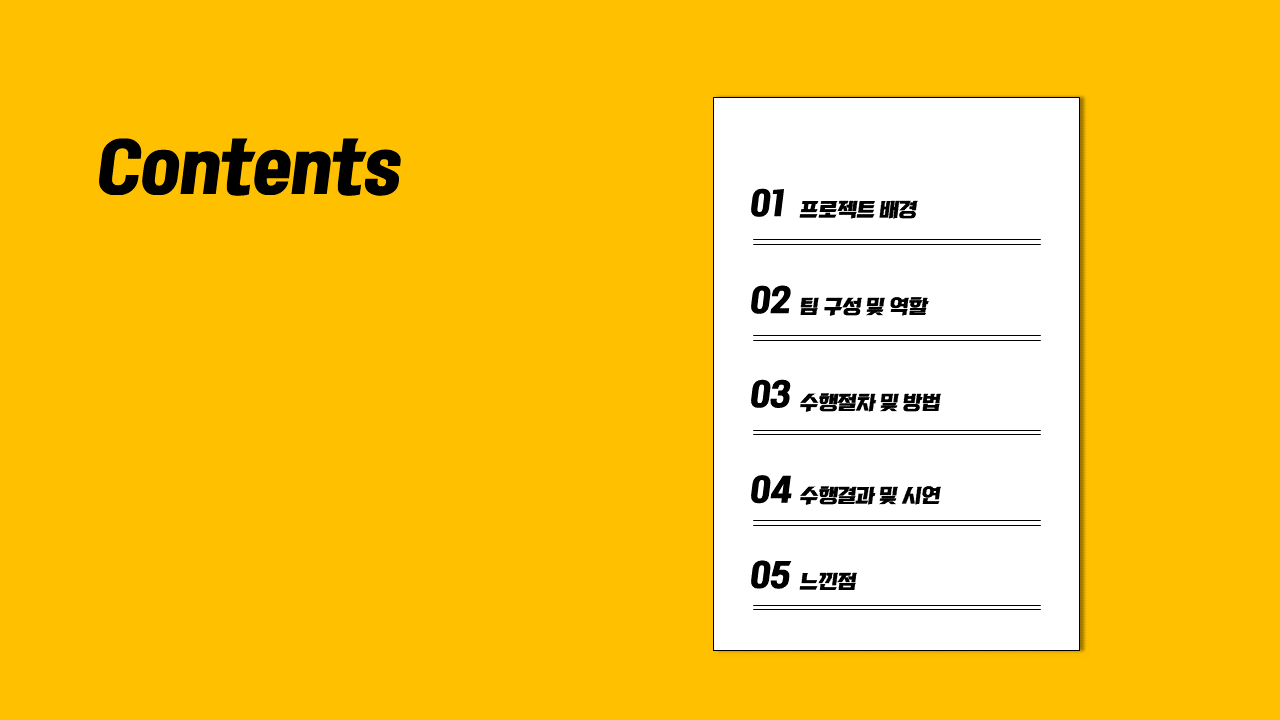 Contents
01 프로젝트 배경
02 팀 구성 및 역할
03 수행절차 및 방법
04 수행결과 및 시연
05 느낀점